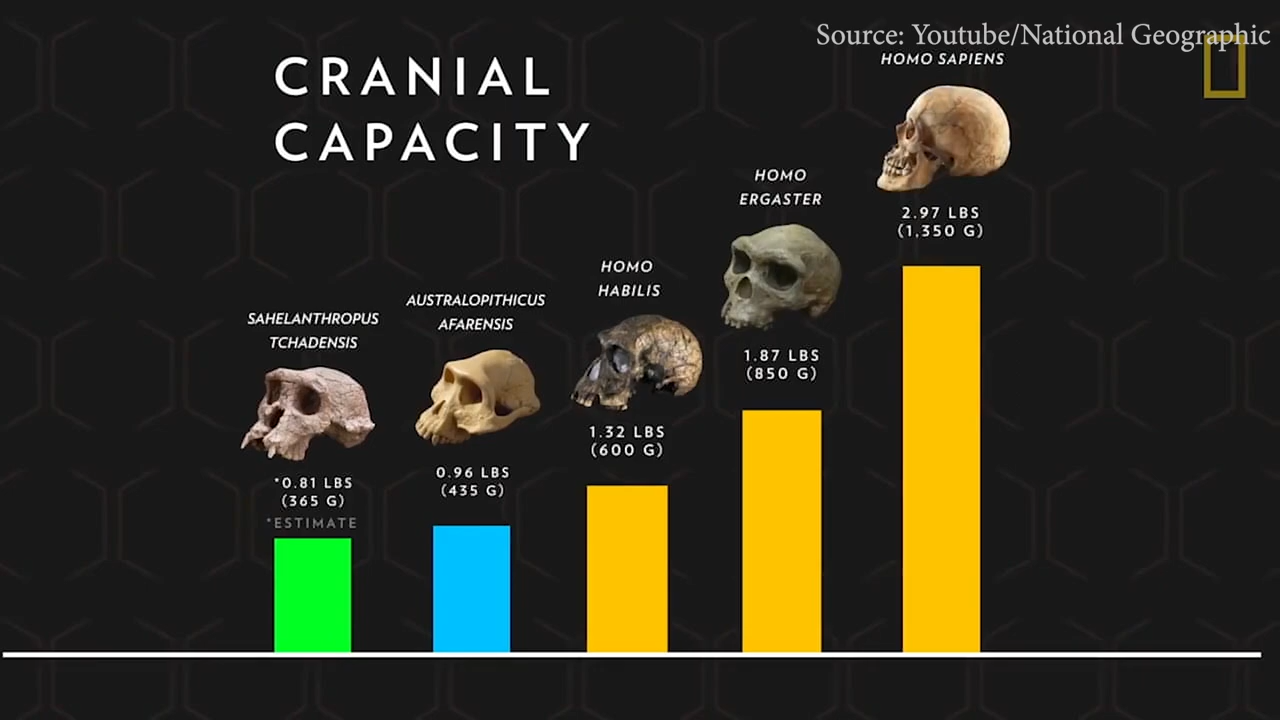 Source: Youtube/National Geographic
CRANIAL
CAPACITY
SAHELANTHROPUS
TCHADENSIS
*0.81 LBS
(365 G)
*ESTIMATE
AUSTRALOPITHICUS
AFARENSIS
0.96 LBS
(435 G)
HOMO
HABILIS
1.32 LBS
(600 G)
HOMO
ERGASTER
1.87 LBS
(850 G)
HOMO SAPIENS
2.97 LBS
(1,350 G)